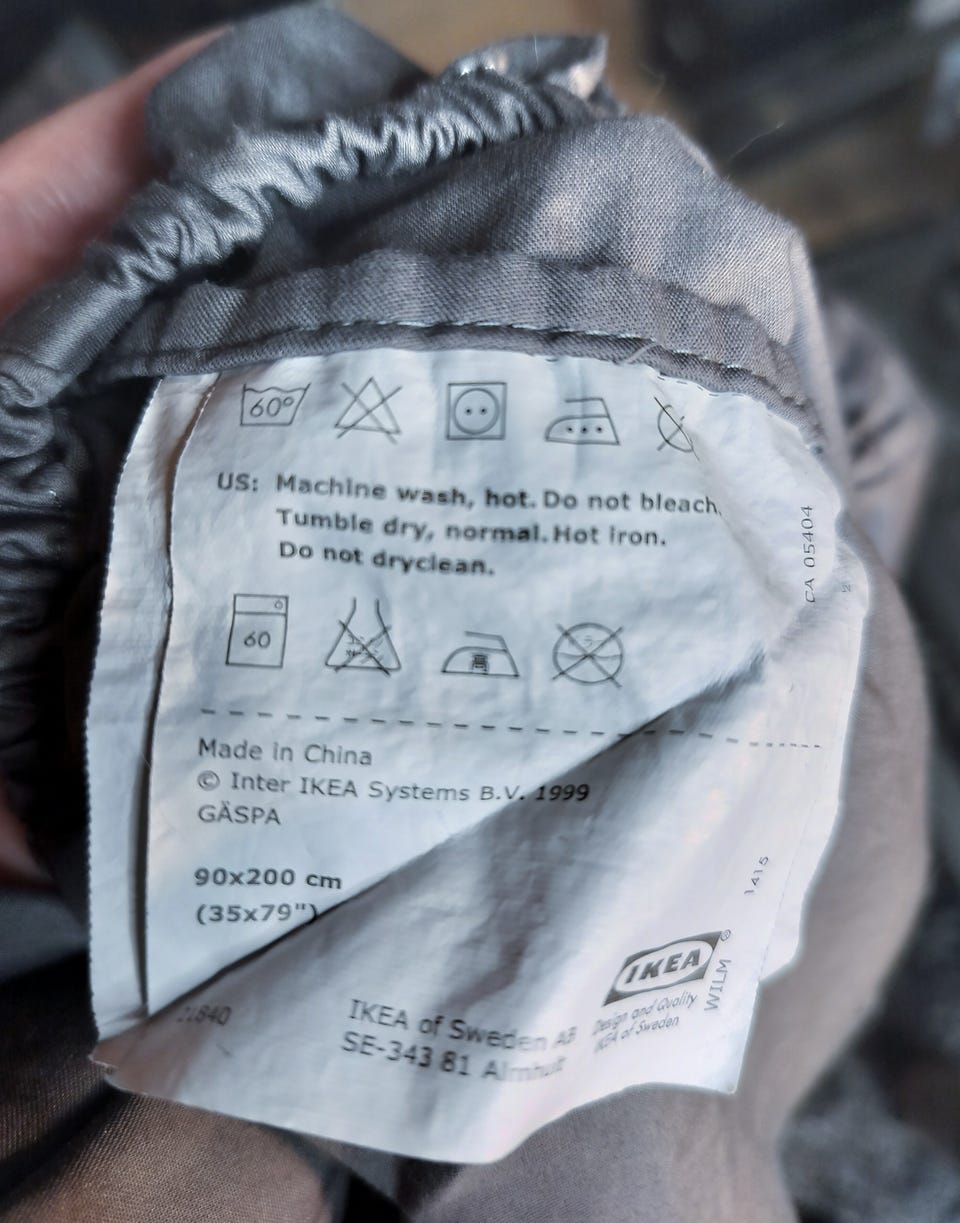 60°
US: Machine wash, hot. Do not bleach.
Tumble dry, normal. Hot iron.
Do not dryclean.
60
高
Made in China
© Inter IKEA Systems B.V. 1999
GÄSPA
90x200 cm
(35x79")
21840
IKEA of Sweden AB
SE-343 81 Älmhult
IKEA®
Design and Quality
IKEA of Sweden
WILM
1415
CA 05404